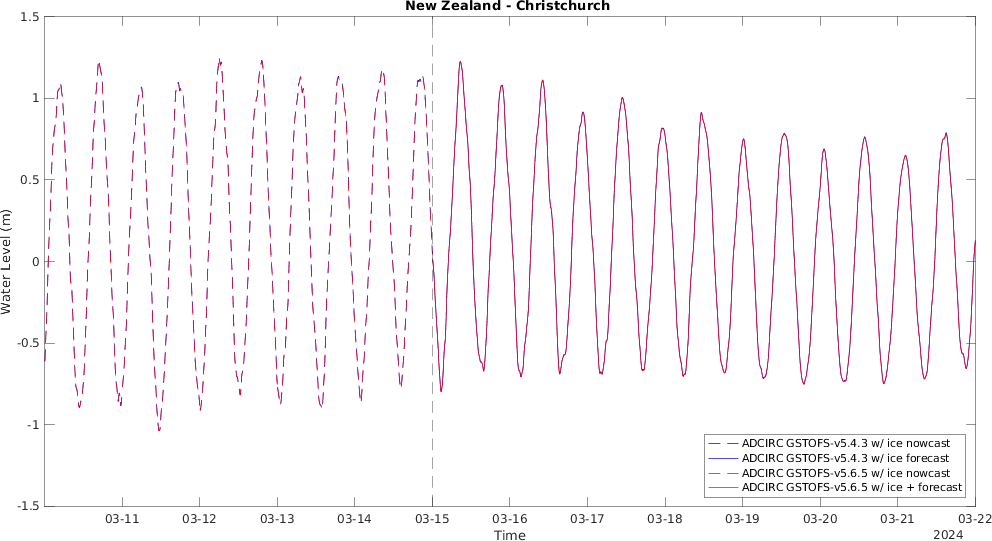 New Zealand - Christchurch
1.5
1
0.5
0
-0.5
-1
-1.5
Water Level (m)
03-11 03-12 03-13 03-14 03-15 03-16 03-17 03-18 03-19 03-20 03-21 03-22
Time
2024
ADCIRC GSTOFS-v5.4.3 w/ ice nowcast
ADCIRC GSTOFS-v5.4.3 w/ ice forecast
ADCIRC GSTOFS-v5.6.5 w/ ice nowcast
ADCIRC GSTOFS-v5.6.5 w/ ice + forecast